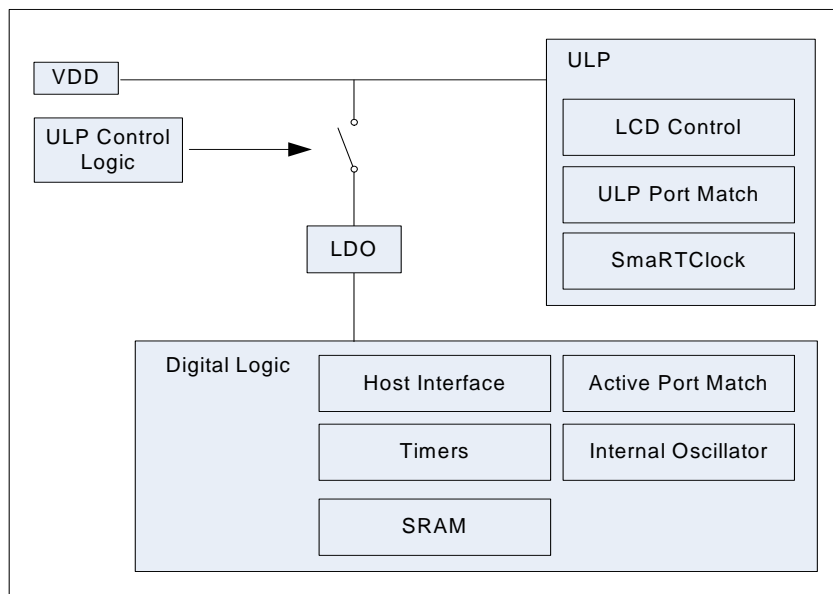 VDD
ULP Control
Logic
LDO
ULP
LCD Control
ULP Port Match
SmaRTClock
Digital Logic
Host Interface
Active Port Match
Timers
Internal Oscillator
SRAM